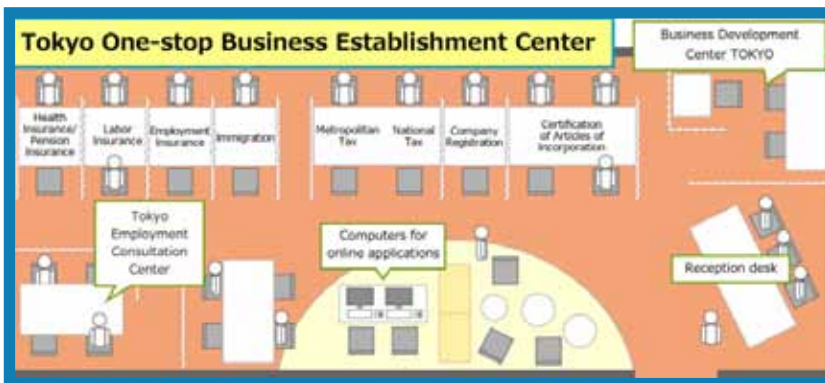 Tokyo One-stop Business Establishment Center
Business Development
Center TOKYO
Health
Insurance/
Pension
Insurance
Labor
Insurance
Employment
Insurance
Immigration
Metropolitan
Tax
National
Tax
Company
Registration
Certification
of Articles of
Incorporation
Tokyo
Employment
Consultation
Center
Computers for
online applications
Reception desk